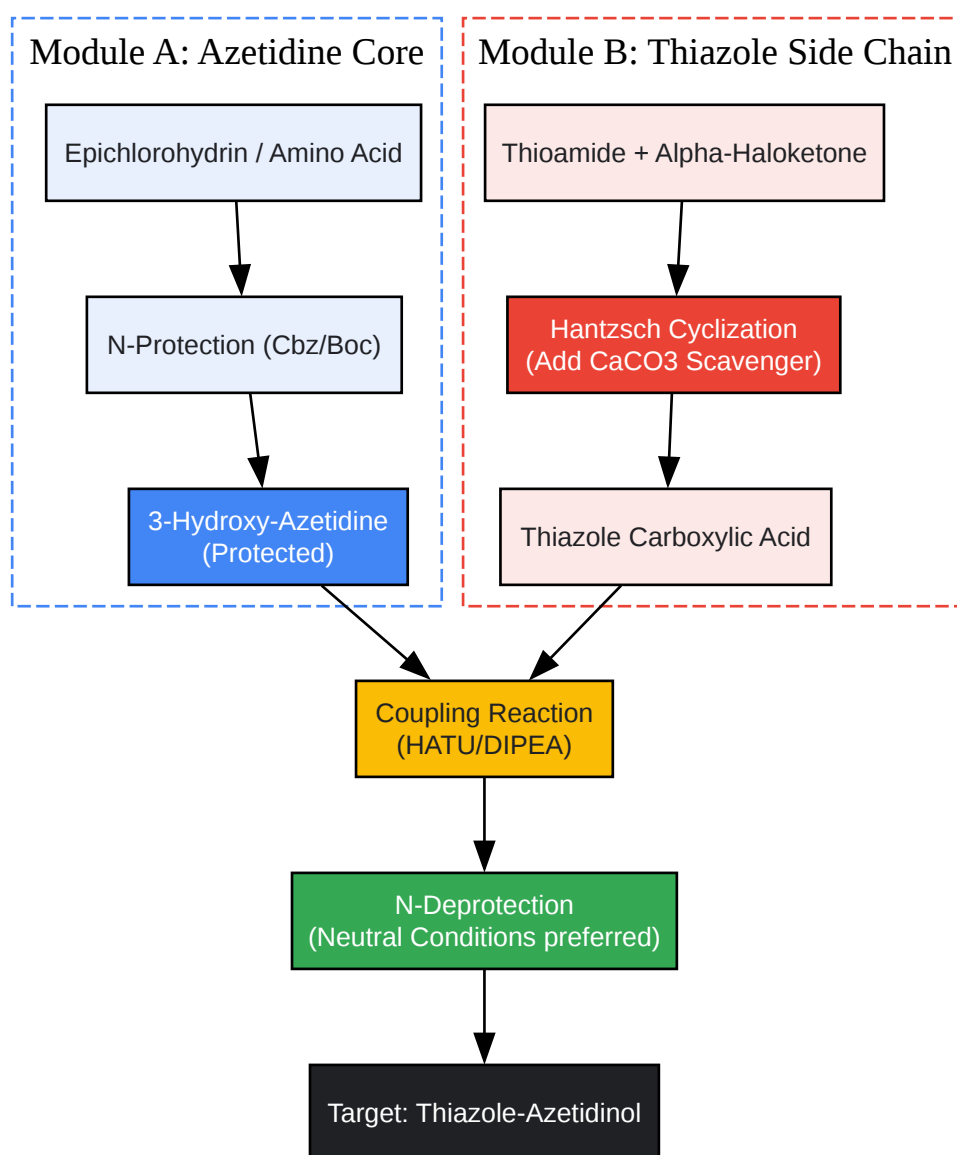 Module A: Azetidine Core
Epichlorohydrin / Amino Acid
N-Protection (Cbz/Boc)
3-Hydroxy-Azetidine
(Protected)
Module B: Thiazole Side Chain
Thioamide + Alpha-Haloketone
Hantzsch Cyclization
(Add CaCO3 Scavenger)
Thiazole Carboxylic Acid
Coupling Reaction
(HATU/DIPEA)
N-Deprotection
(Neutral Conditions preferred)
Target: Thiazole-Azetidinol